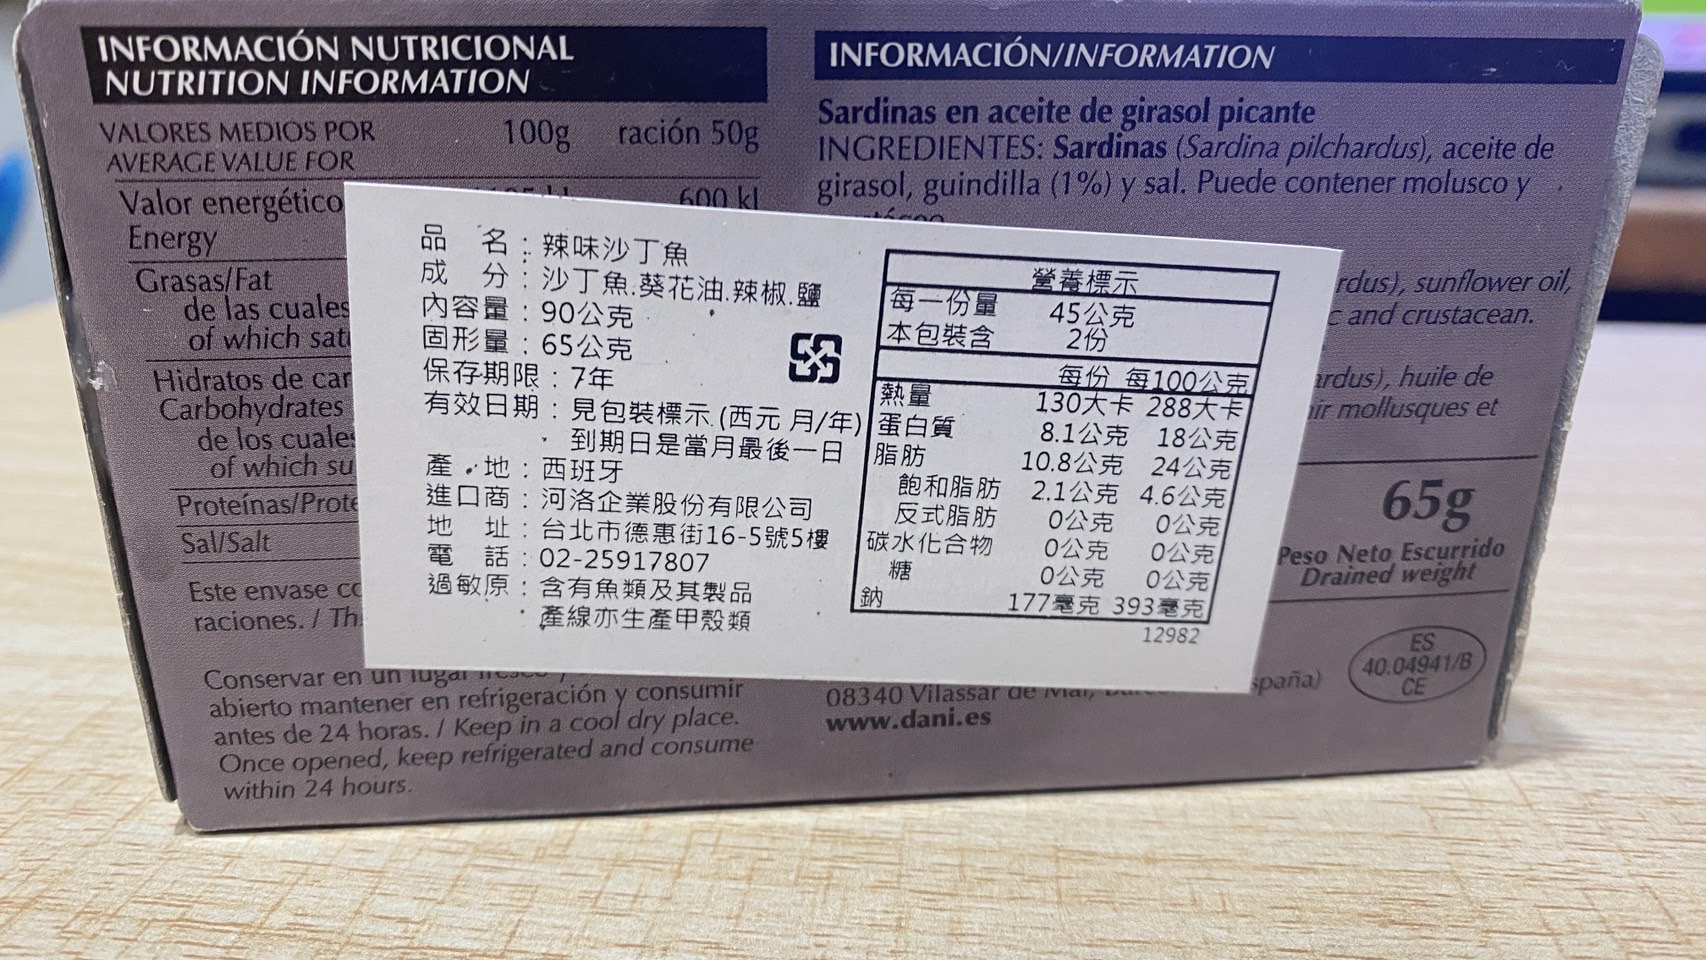 INFORMACIÓN NUTRICIONAL
NUTRITION INFORMATION
VALORES MEDIOS POR
AVERAGE VALUE FOR
100g ración 50g
Valor energético
600 kJ
Energy
Grasas/Fat
de las cuales
of which
Hidratos de
Carbohydrates
de los cuales
of which
Proteínas/
Sal/Salt
Este envase
raciones. /
Conservar en un lugar
abierto mantener en refrigeración y consumir
antes de 24 horas. / Keep in a cool dry place.
Once opened, keep refrigerated and consume
within 24 hours.
INFORMACIÓN/INFORMATION
Sardinas en aceite de girasol picante
INGREDIENTES: Sardinas (Sardina pilchardus), aceite de
girasol, guindilla (1%) y sal. Puede contener molusco y
sunflower oil,
and crustacean.
huile de
mollusques et
65g
Peso Neto Escurrido
Drained weight
08340 Vilassar de
www.dani.es
ES
40.04941/B
CE
品 名:辣味沙丁魚
成 分:沙丁魚.葵花油.辣椒.鹽
內容量:90公克
固形量:65公克
保存期限:7年
有效日期:見包裝標示(西元 月/年)
到期日是當月最後一日
產 地:西班牙
進口商:河洛企業股份有限公司
地 址:台北市德惠街16-5號5樓
電 話:02-25917807
過敏原:含有魚類及其製品
產線亦生產甲殼類
營養標示
每一份量 45公克
本包裝含 2份
每份 每100公克
熱量 130大卡 288大卡
蛋白質 8.1公克 18公克
脂肪 10.8公克 24公克
飽和脂肪 2.1公克 4.6公克
反式脂肪 0公克 0公克
碳水化合物 0公克 0公克
糖 0公克 0公克
鈉 177毫克 393毫克
12982